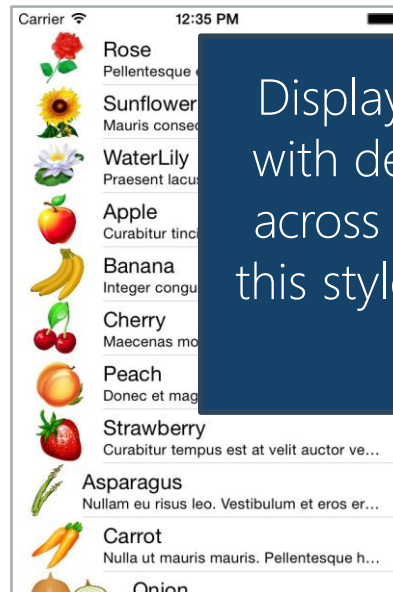 Carrier 12:35 PM
Rose
Pellentesque
Sunflower
Mauris consec
WaterLily
Praesent lacu
Apple
Curabitur tinci
Banana
Integer congu
Cherry
Maecenas mo
Peach
Donec et mag
Strawberry
Curabitur tempus est at velit auctor ve…
Asparagus
Nullam eu risus leo. Vestibulum et eros er…
Carrot
Nulla ut mauris mauris. Pellentesque h…
Onion
Display
with de
across
this style